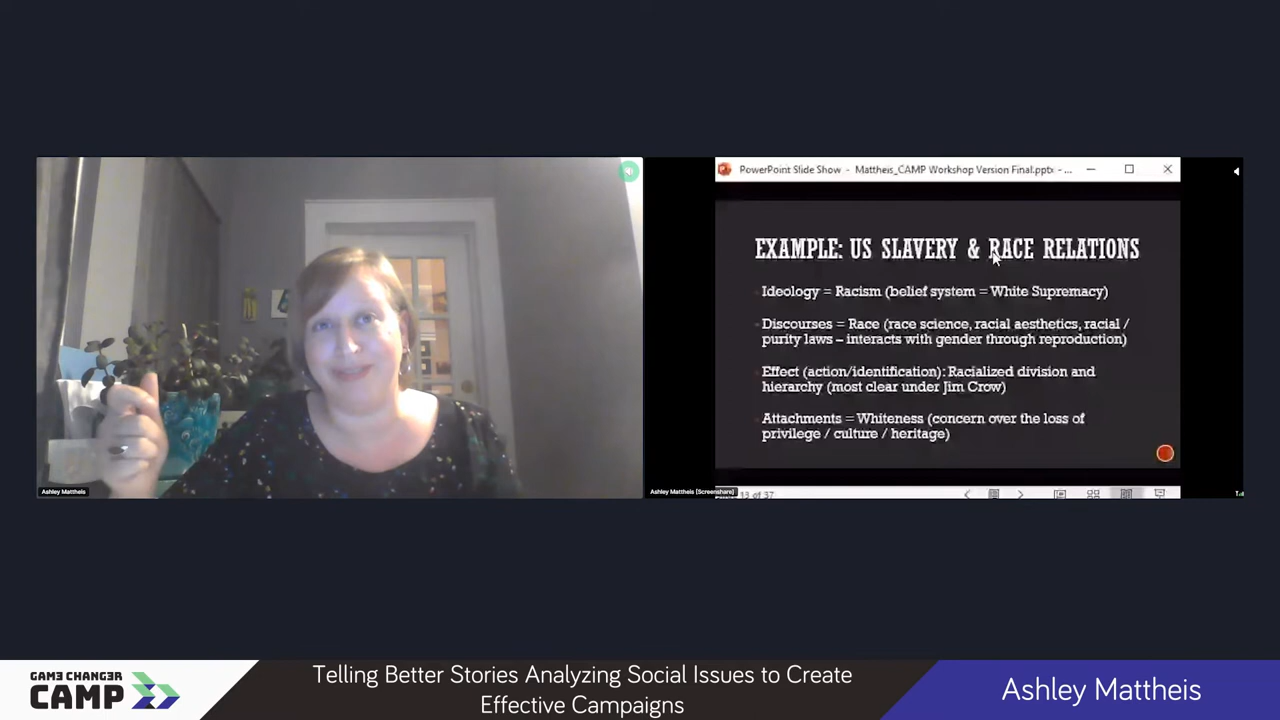 PowerPoint Slide Show - Mattheis_CAMP Workshop Version Final.pptx - ...
EXAMPLE: US SLAVERY & RACE RELATIONS
Ideology = Racism (belief system = White Supremacy)
Discourses = Race (race science, racial aesthetics, racial /
purity laws – interacts with gender through reproduction)
Effect (action/identification): Racialized division and
hierarchy (most clear under Jim Crow)
Attachments = Whiteness (concern over the loss of
privilege / culture / heritage)
Ashley Mattheis
Ashley Mattheis (Screenshare)
13 of 37
GAME CHANGER
CAMP
Telling Better Stories Analyzing Social Issues to Create
Effective Campaigns
Ashley Mattheis